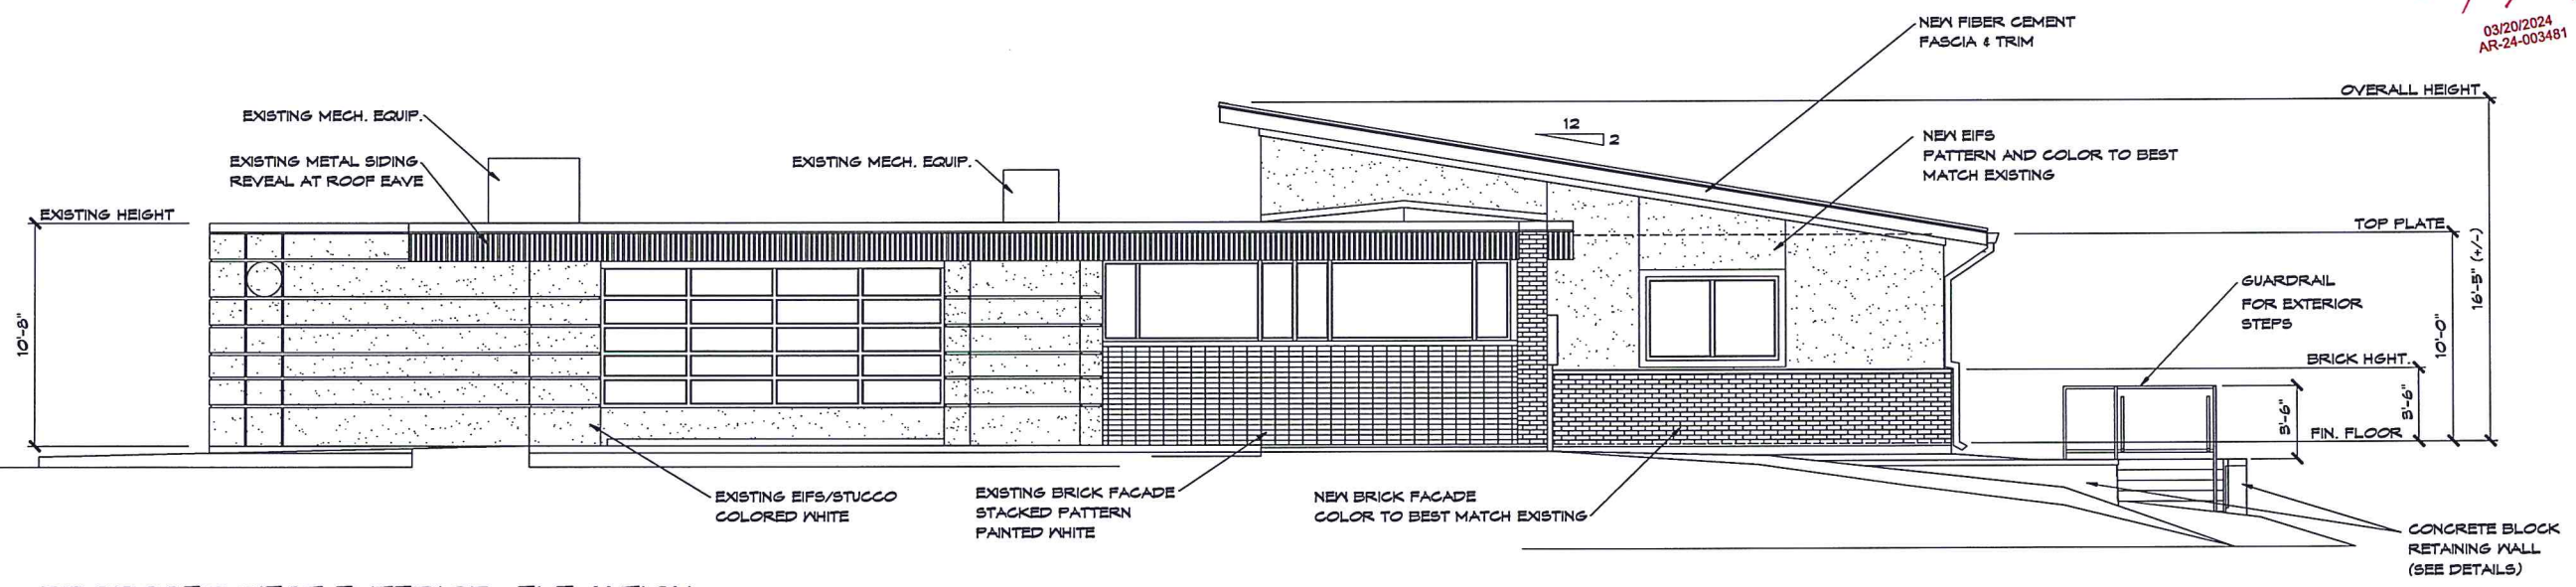 NEW FIBER CEMENT
FASCIA & TRIM
03/20/2024
AR-24-003481
OVERALL HEIGHT
EXISTING MECH. EQUIP.
12
2
NEW EIFS
PATTERN AND COLOR TO BEST
MATCH EXISTING
EXISTING METAL SIDING
REVEAL AT ROOF EAVE
EXISTING MECH. EQUIP.
EXISTING HEIGHT
TOP PLATE
16'-5" (+/-)
GUARDRAIL
FOR EXTERIOR
STEPS
10'-8"
10'-0"
BRICK HGHT.
3'-6"
3'-6"
FIN. FLOOR
EXISTING EIFS/STUCCO
COLORED WHITE
EXISTING BRICK FACADE
STACKED PATTERN
PAINTED WHITE
NEW BRICK FACADE
COLOR TO BEST MATCH EXISTING
CONCRETE BLOCK
RETAINING WALL
(SEE DETAILS)